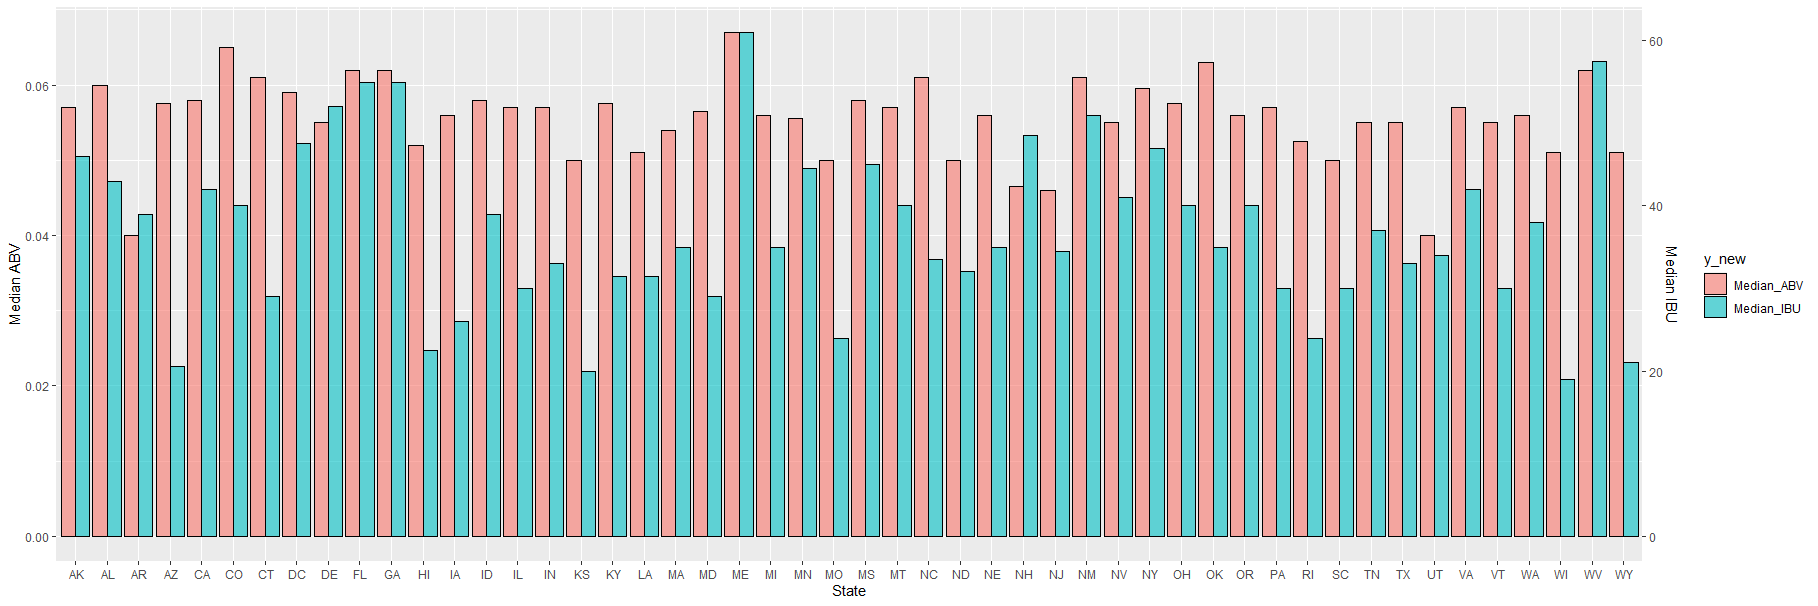 Median ABV
0.06
0.04
0.02
0.00
60
40
20
0
Median IBU
AK AL AR AZ CA CO CT DC DE FL GA HI IA ID IL IN KS KY LA MA MD ME MI MN MO MS MT NC ND NE NH NJ NM NV NY OH OK OR PA RI SC TN TX UT VA VT WA WI WV WY
State
y_new
Median_ABV
Median_IBU